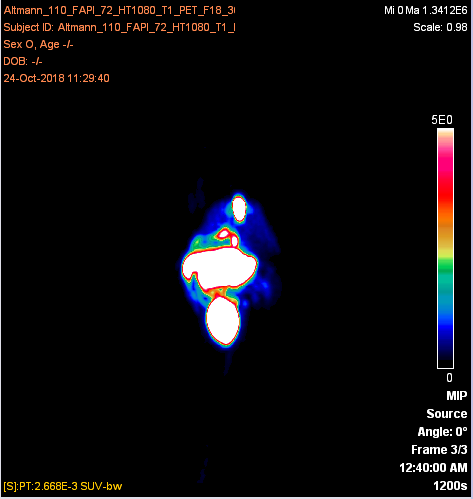 Altmann_110_FAPI_72_HT1080_T1_PET_F18_3
Mi 0 Ma 1.3412E6
Subject ID: Altmann_110_FAPI_72_HT1080_T1_
Scale: 0.98
Sex O, Age -/-
DOB: -/-
24-Oct-2018 11:29:40
5E0
0
MIP
Source
Angle: 0°
Frame 3/3
12:40:00 AM
[S]:PT:2.668E-3 SUV-bw
1200s